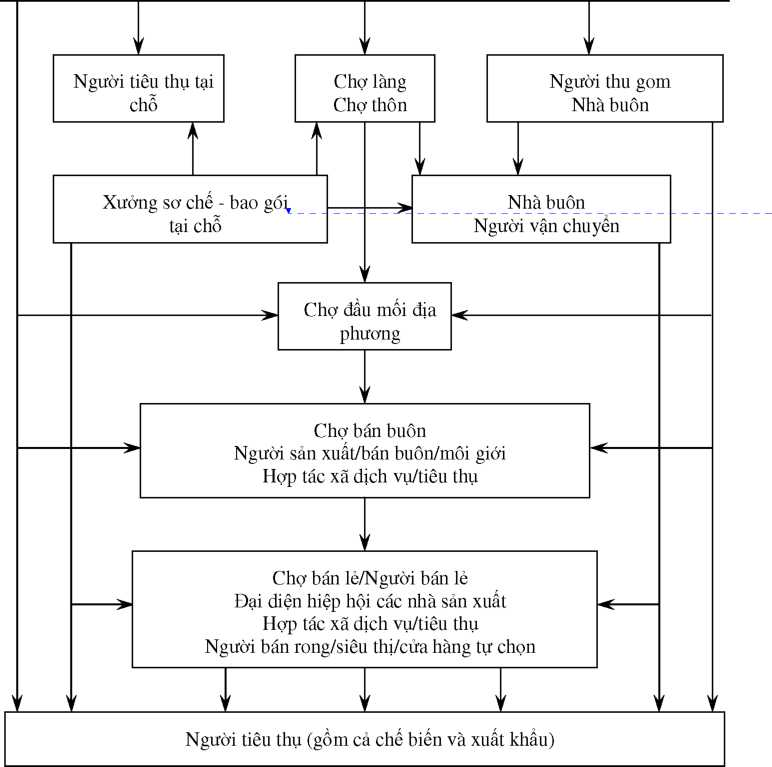 Người tiêu thụ tại
chỗ
Chợ làng
Chợ thôn
Người thu gom
Nhà buôn
Xưởng sơ chế - bao gói
tại chỗ
Nhà buôn
Người vận chuyển
Chợ đầu mối địa
phương
Chợ bán buôn
Người sản xuất/bán buôn/môi giới
Hợp tác xã dịch vụ/tiêu thụ
Chợ bán lẻ/Người bán lẻ
Đại diện hiệp hội các nhà sản xuất
Hợp tác xã dịch vụ/tiêu thụ
Người bán rong/siêu thị/cửa hàng tự chọn
Người tiêu thụ (gồm cả chế biến và xuất khẩu)